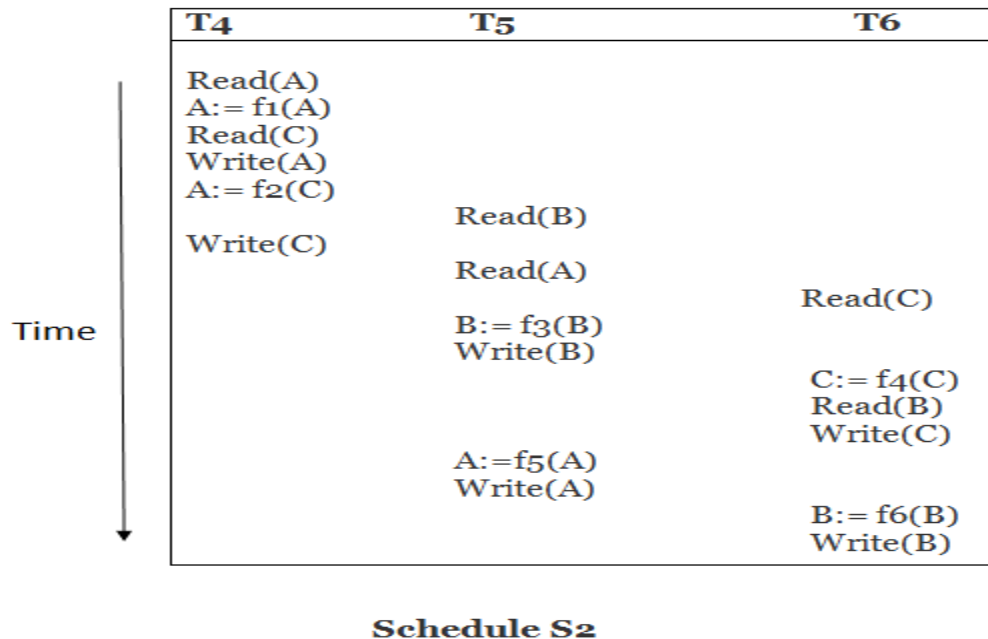 T4 T5 T6
Read(A)
A:= f1(A)
Read(C)
Write(A)
A:= f2(C)
Read(B)
Write(C)
Read(A)
Read(C)
Time
B:= f3(B)
Write(B)
C:= f4(C)
Read(B)
Write(C)
A:=f5(A)
Write(A)
B:= f6(B)
Write(B)
Schedule S2